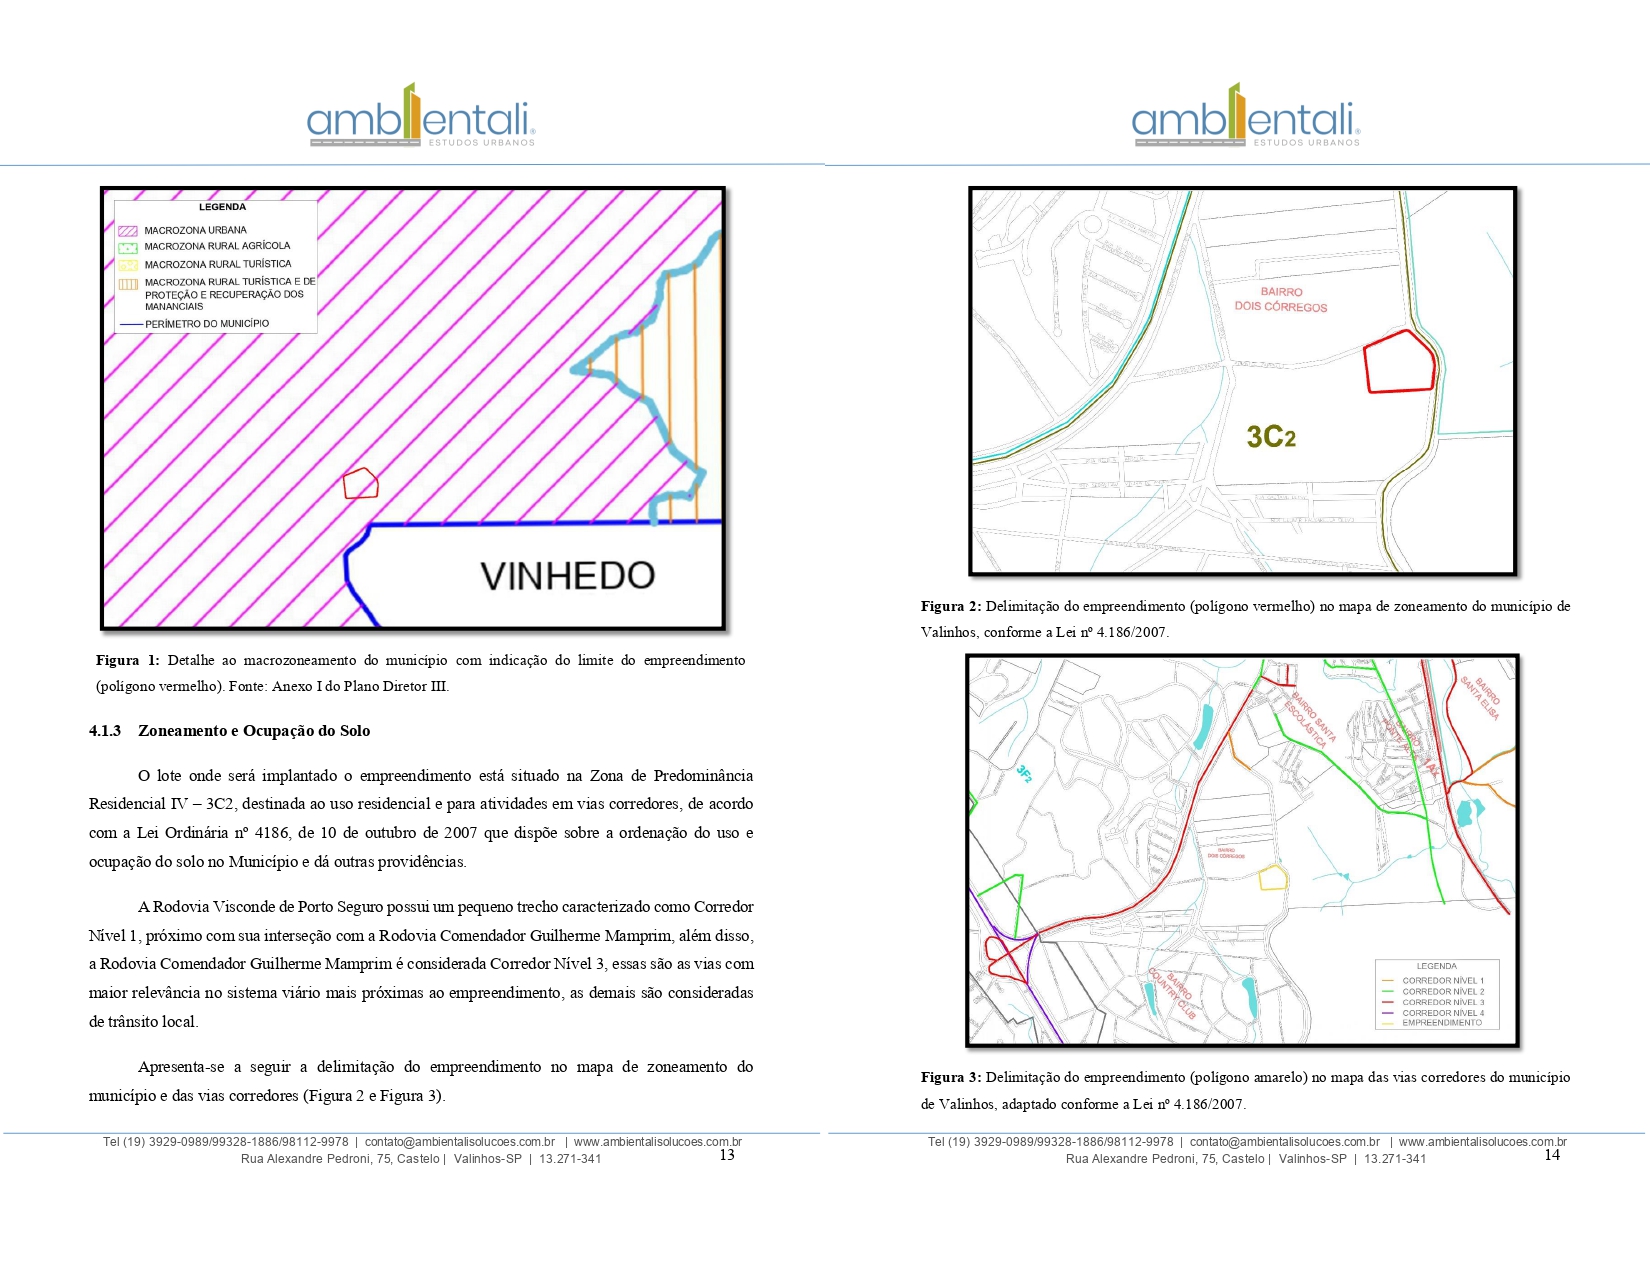 ambientali®
ESTUDOS URBANOS
LEGENDA
MACROZONA URBANA
MACROZONA RURAL AGRÍCOLA
MACROZONA RURAL TURÍSTICA
MACROZONA RURAL TURÍSTICA E DE
PROTEÇÃO E RECUPERAÇÃO DOS
MANANCIAIS
PERÍMETRO DO MUNICÍPIO
VINHEDO
Figura 1: Detalhe ao macrozoneamento do município com indicação do limite do empreendimento
(polígono vermelho). Fonte: Anexo I do Plano Diretor III.
4.1.3 Zoneamento e Ocupação do Solo
O lote onde será implantado o empreendimento está situado na Zona de Predominância
Residencial IV – 3C2, destinada ao uso residencial e para atividades em vias corredores, de acordo
com a Lei Ordinária nº 4186, de 10 de outubro de 2007 que dispõe sobre a ordenação do uso e
ocupação do solo no Município e dá outras providências.
A Rodovia Visconde de Porto Seguro possui um pequeno trecho caracterizado como Corredor
Nível 1, próximo com sua interseção com a Rodovia Comendador Guilherme Mamprim, além disso,
a Rodovia Comendador Guilherme Mamprim é considerada Corredor Nível 3, essas são as vias com
maior relevância no sistema viário mais próximas ao empreendimento, as demais são consideradas
de trânsito local.
Apresenta-se a seguir a delimitação do empreendimento no mapa de zoneamento do
município e das vias corredores (Figura 2 e Figura 3).
Tel (19) 3929-0989/99328-1886/98112-9978 | contato@ambientalisolucoes.com.br | www.ambientalisolucoes.com.br
Rua Alexandre Pedroni, 75, Castelo | Valinhos-SP | 13.271-341
13
ambientali®
ESTUDOS URBANOS
BAIRRO
DOIS CÓRREGOS
3C2
Figura 2: Delimitação do empreendimento (polígono vermelho) no mapa de zoneamento do município de
Valinhos, conforme a Lei nº 4.186/2007.
BAIRRO
SANTA ELISA
BAIRRO SANTA
ESCOLÁSTICA
BAIRRO
1A
3F2
BAIRRO
DOIS CÓRREGOS
BAIRRO
COUNTRY CLUB
LEGENDA
CORREDOR NÍVEL 1
CORREDOR NÍVEL 2
CORREDOR NÍVEL 3
CORREDOR NÍVEL 4
EMPREENDIMENTO
Figura 3: Delimitação do empreendimento (polígono amarelo) no mapa das vias corredores do município
de Valinhos, adaptado conforme a Lei nº 4.186/2007.
Tel (19) 3929-0989/99328-1886/98112-9978 | contato@ambientalisolucoes.com.br | www.ambientalisolucoes.com.br
Rua Alexandre Pedroni, 75, Castelo | Valinhos-SP | 13.271-341
14